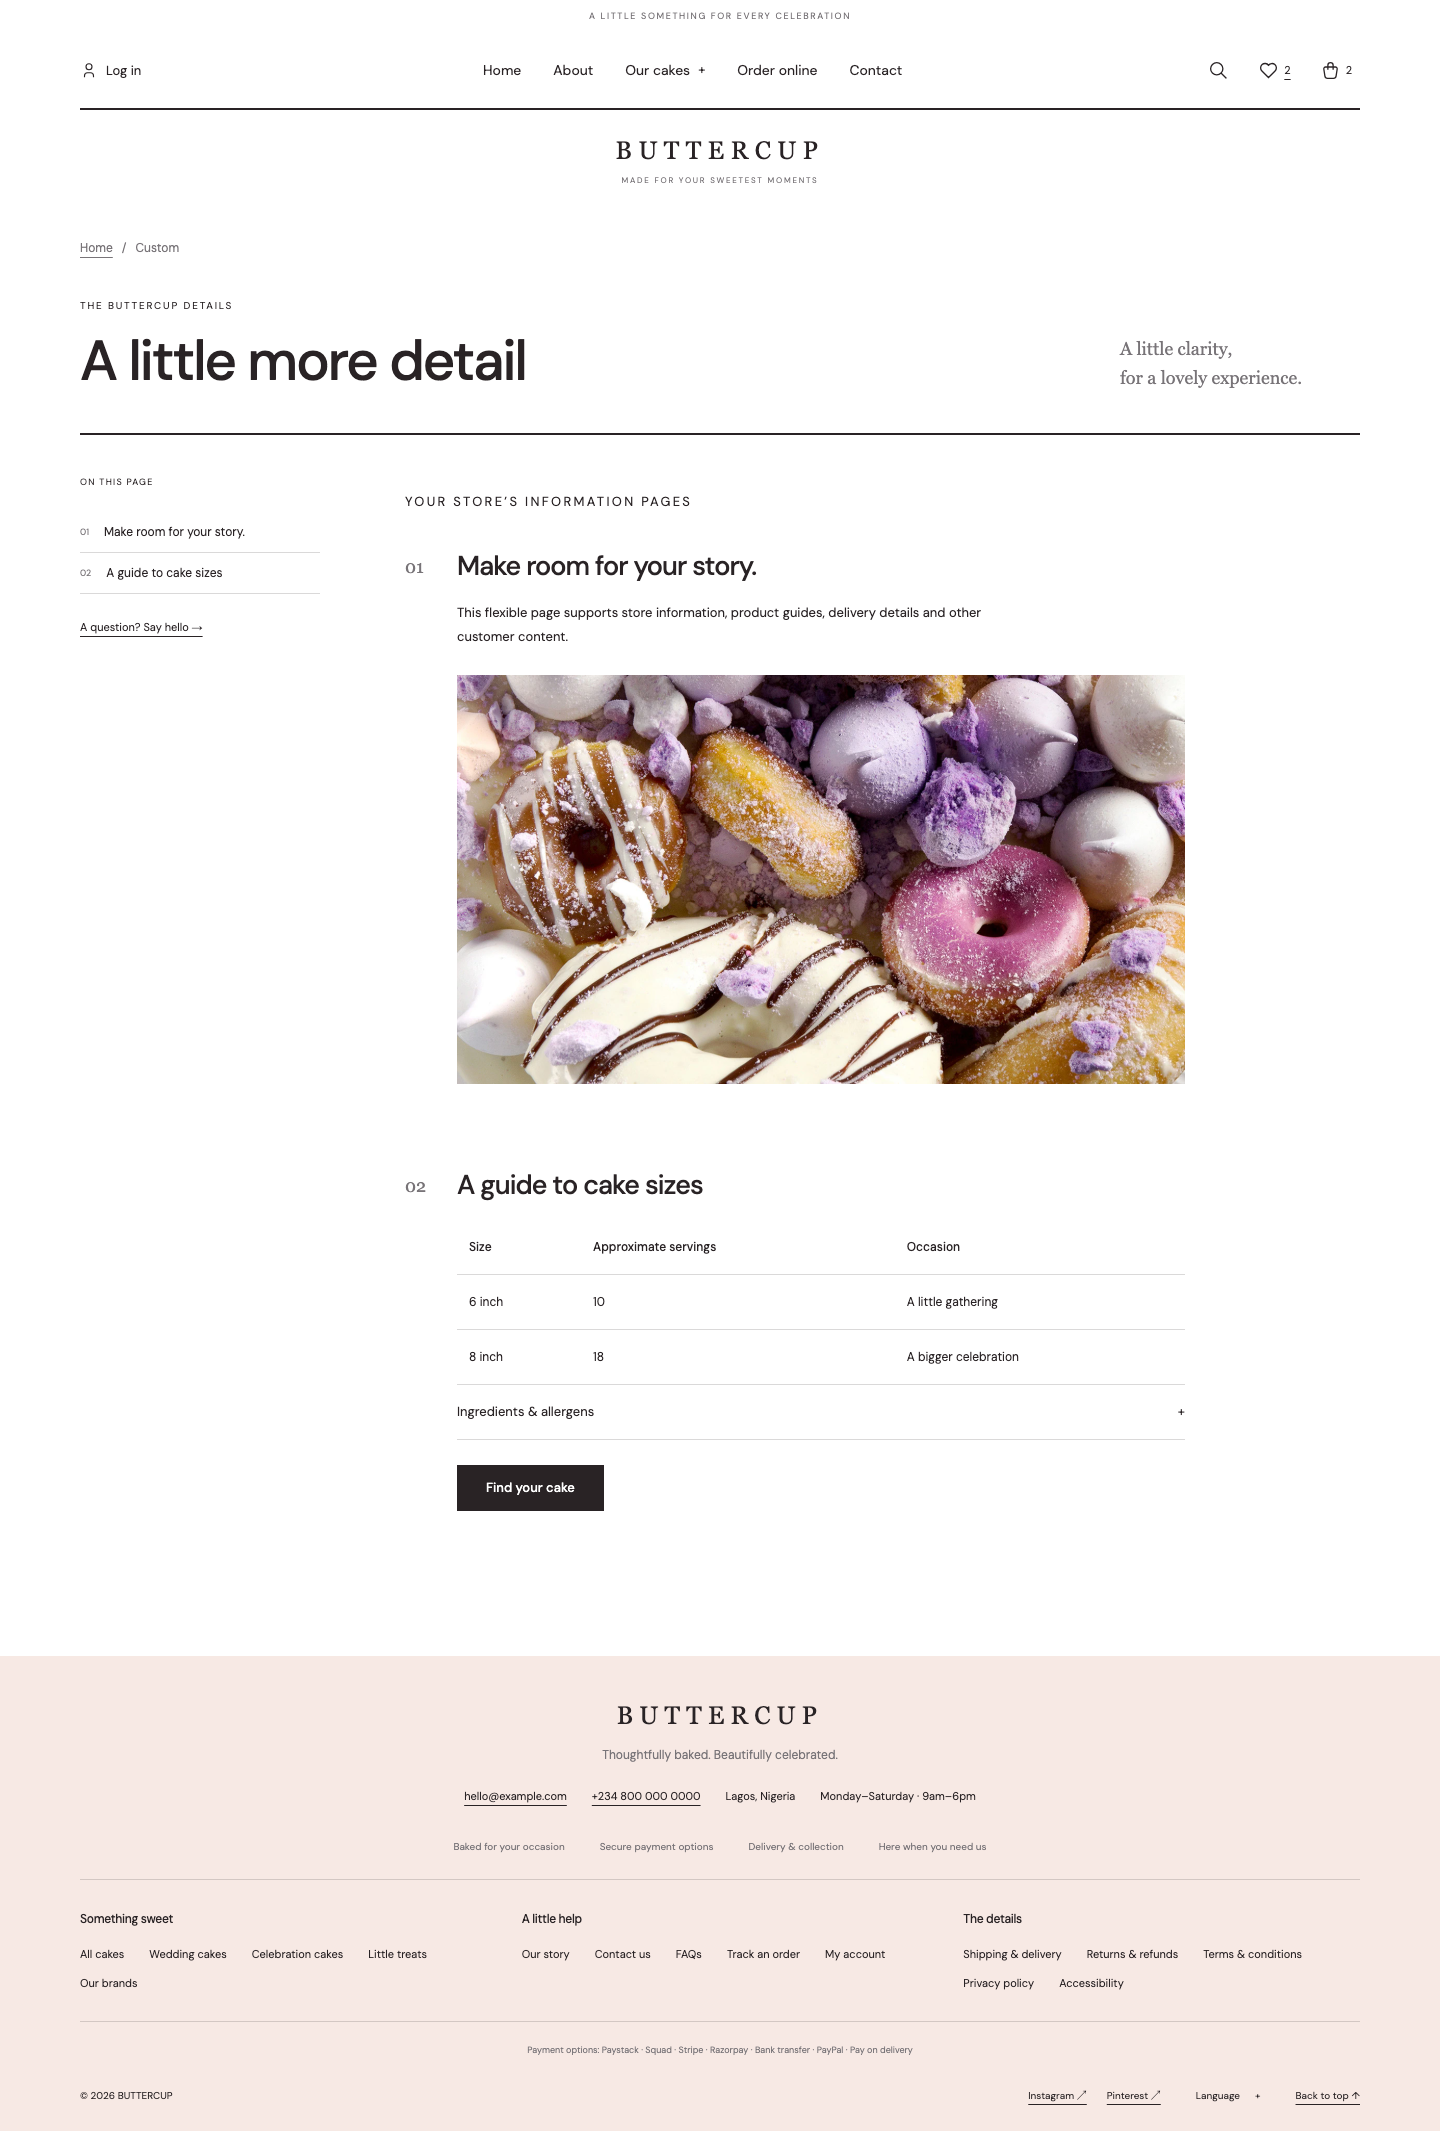 A LITTLE SOMETHING FOR EVERY CELEBRATION
Log in
Home About Our cakes + Order online Contact
2 2
BUTTERCUP
MADE FOR YOUR SWEETEST MOMENTS
Home / Custom
THE BUTTERCUP DETAILS
A little more detail
A little clarity,
for a lovely experience.
ON THIS PAGE
01 Make room for your story.
02 A guide to cake sizes
A question? Say hello →
YOUR STORE’S INFORMATION PAGES
01 Make room for your story.
This flexible page supports store information, product guides, delivery details and other
customer content.
02 A guide to cake sizes
Size Approximate servings Occasion
6 inch 10 A little gathering
8 inch 18 A bigger celebration
Ingredients & allergens +
Find your cake
BUTTERCUP
Thoughtfully baked. Beautifully celebrated.
hello@example.com +234 800 000 0000 Lagos, Nigeria Monday–Saturday · 9am–6pm
Baked for your occasion Secure payment options Delivery & collection Here when you need us
Something sweet
All cakes Wedding cakes Celebration cakes Little treats
Our brands
A little help
Our story Contact us FAQs Track an order My account
The details
Shipping & delivery Returns & refunds Terms & conditions
Privacy policy Accessibility
Payment options: Paystack · Squad · Stripe · Razorpay · Bank transfer · PayPal · Pay on delivery
© 2026 BUTTERCUP
Instagram ↗ Pinterest ↗ Language + Back to top ↑